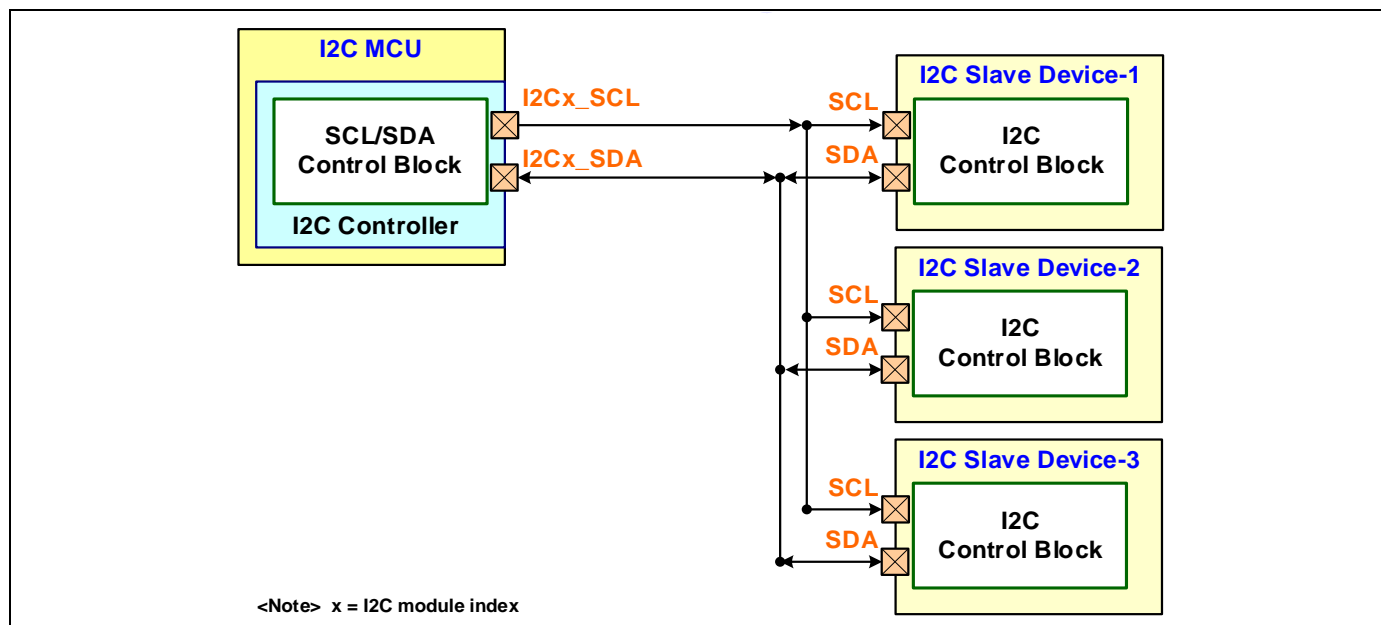 I2C MCU
SCL/SDA
Control Block
I2C Controller
I2Cx_SCL
I2Cx_SDA
I2C Slave Device-1
SCL
SDA
I2C
Control Block
I2C Slave Device-2
SCL
SDA
I2C
Control Block
I2C Slave Device-3
SCL
SDA
I2C
Control Block
<Note> x = I2C module index